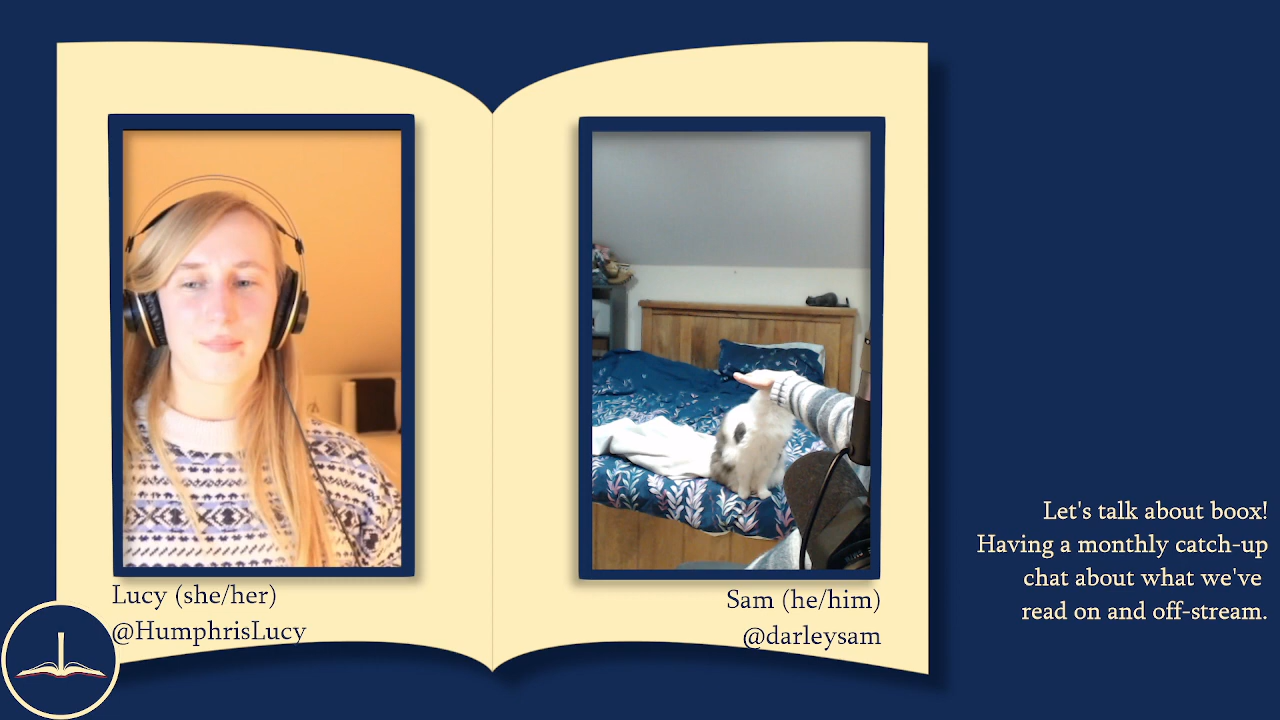 Lucy (she/her)
@HumphrisLucy
Sam (he/him)
@darleysam
Let's talk about boox!
Having a monthly catch-up
chat about what we've
read on and off-stream.